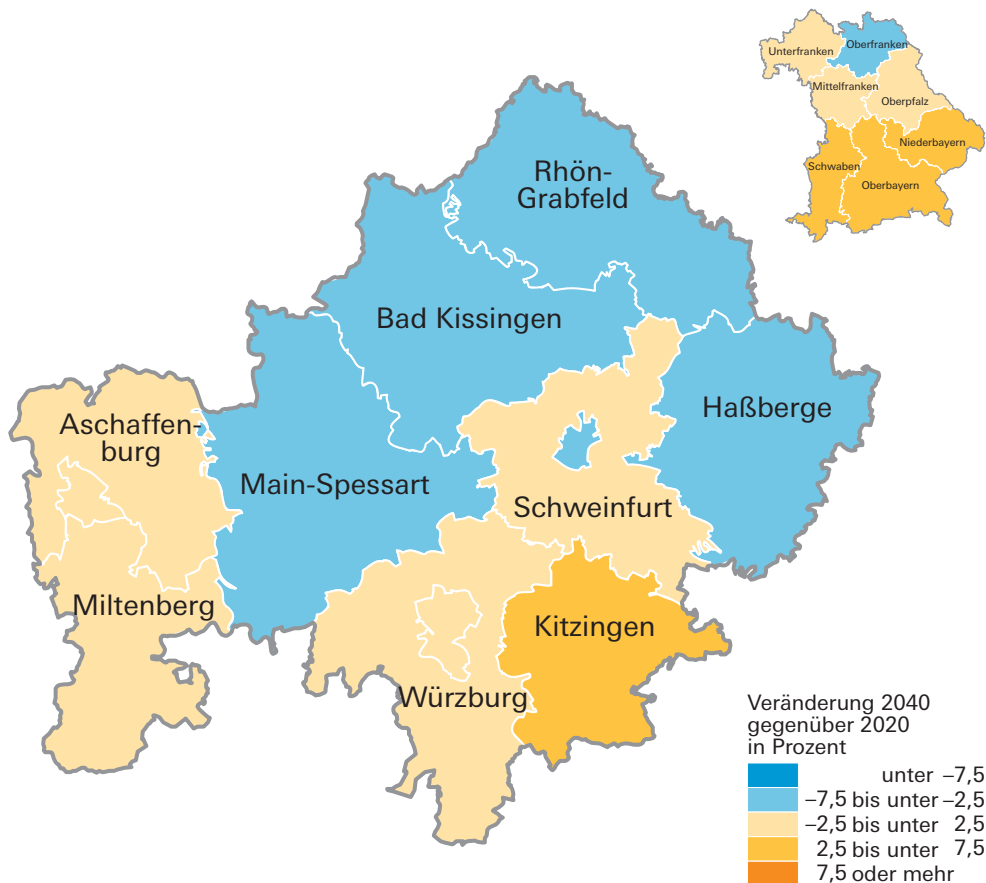 Unterfranken
Oberfranken
Mittelfranken
Oberpfalz
Niederbayern
Schwaben
Oberbayern
Rhön-
Grabfeld
Bad Kissingen
Haßberge
Aschaffen-
burg
Main-Spessart
Schweinfurt
Miltenberg
Kitzingen
Würzburg
Veränderung 2040
gegenüber 2020
in Prozent
unter –7,5
–7,5 bis unter –2,5
–2,5 bis unter 2,5
2,5 bis unter 7,5
7,5 oder mehr